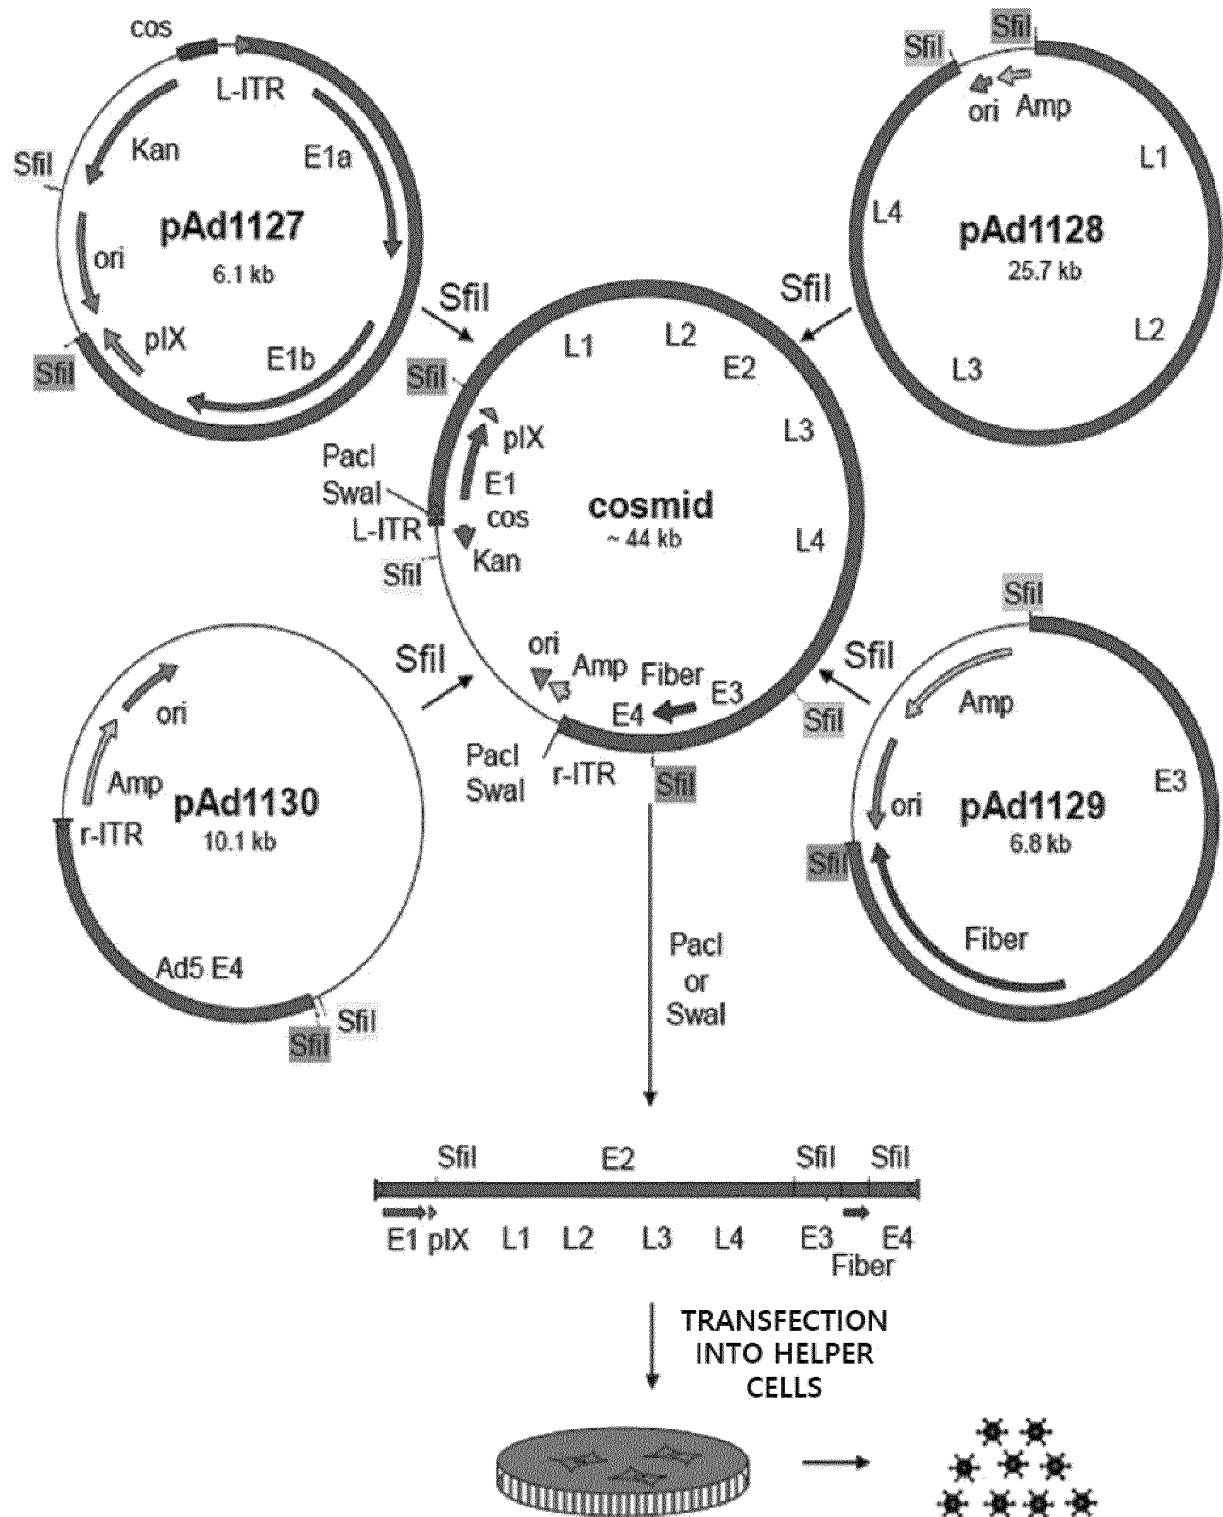 cos
L-ITR
Kan
E1a
SfiI
pAd1127
6.1 kb
ori
pIX
E1b
SfiI
SfiI
SfiI
SfiI
ori
Amp
L1
L4
pAd1128
25.7 kb
L2
L3
SfiI
SfiI
L1
L2
E2
L3
L4
pIX
E1
cos
Kan
cosmid
~ 44 kb
PacI
SwaI
L-ITR
SfiI
ori
Amp
Fiber
E3
E4
SfiI
PacI
SwaI
r-ITR
SfiI
SfiI
ori
Amp
pAd1130
10.1 kb
r-ITR
Ad5 E4
SfiI
SfiI
SfiI
SfiI
Amp
E3
ori
pAd1129
6.8 kb
SfiI
Fiber
PacI
or
SwaI
SfiI
E2
SfiI
SfiI
E1 pIX L1 L2 L3 L4 E3 E4
Fiber
TRANSFECTION
INTO HELPER
CELLS